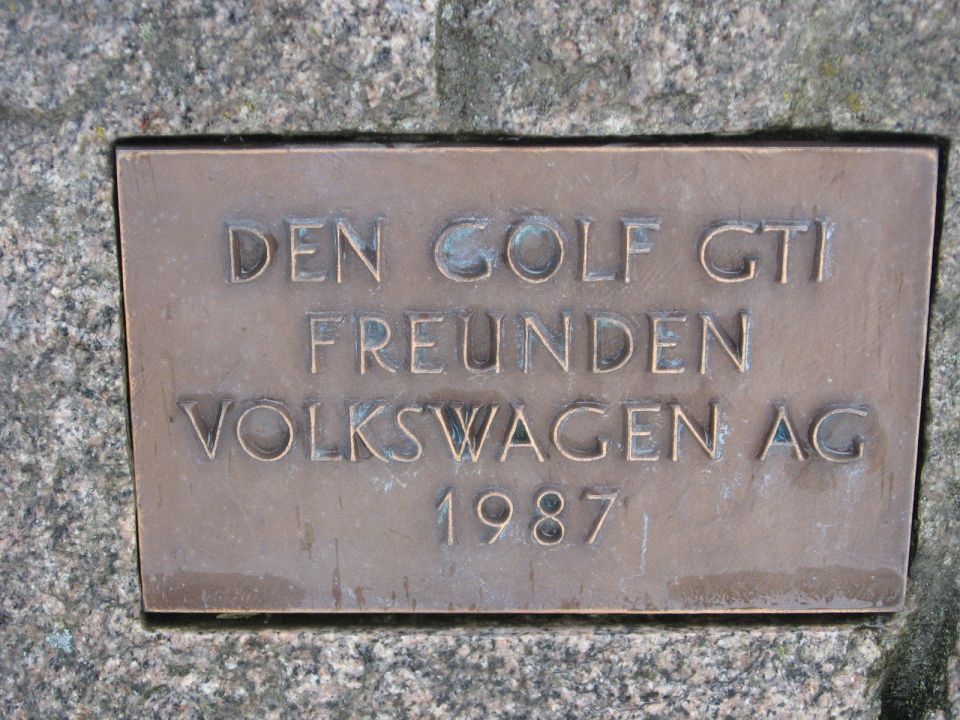 DEN GOLF GTI
FREUNDEN
VOLKSWAGEN AG
1987